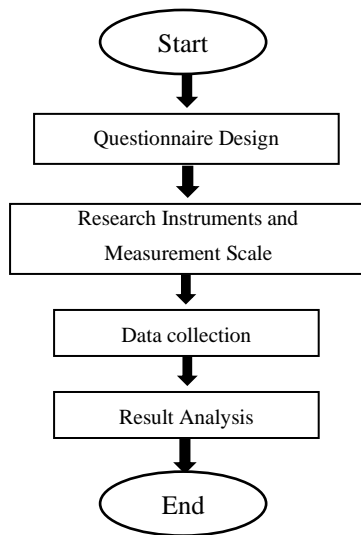 Start
Questionnaire Design
Research Instruments and
Measurement Scale
Data collection
Result Analysis
End